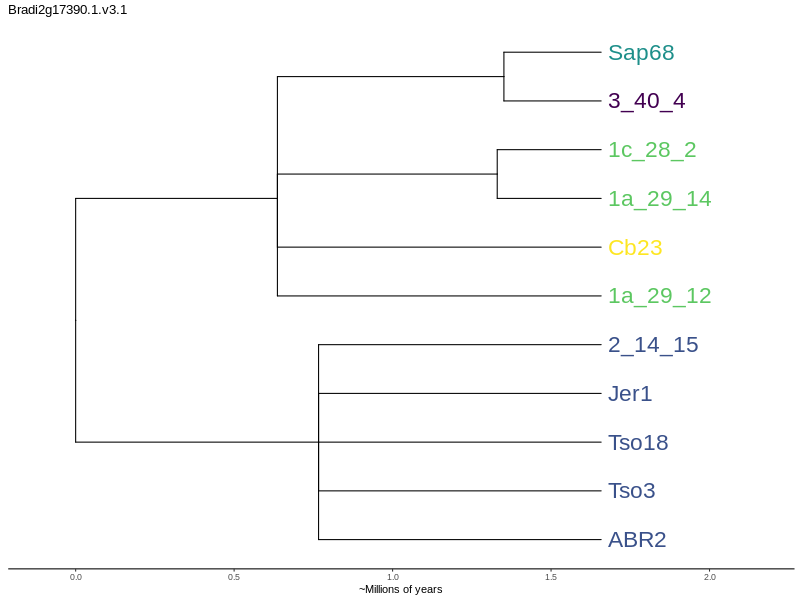 Bradi2g17390.1.v3.1
Sap68
3_40_4
1c_28_2
1a_29_14
Cb23
1a_29_12
2_14_15
Jer1
Tso18
Tso3
ABR2
0.0 0.5 1.0 1.5 2.0
~Millions of years